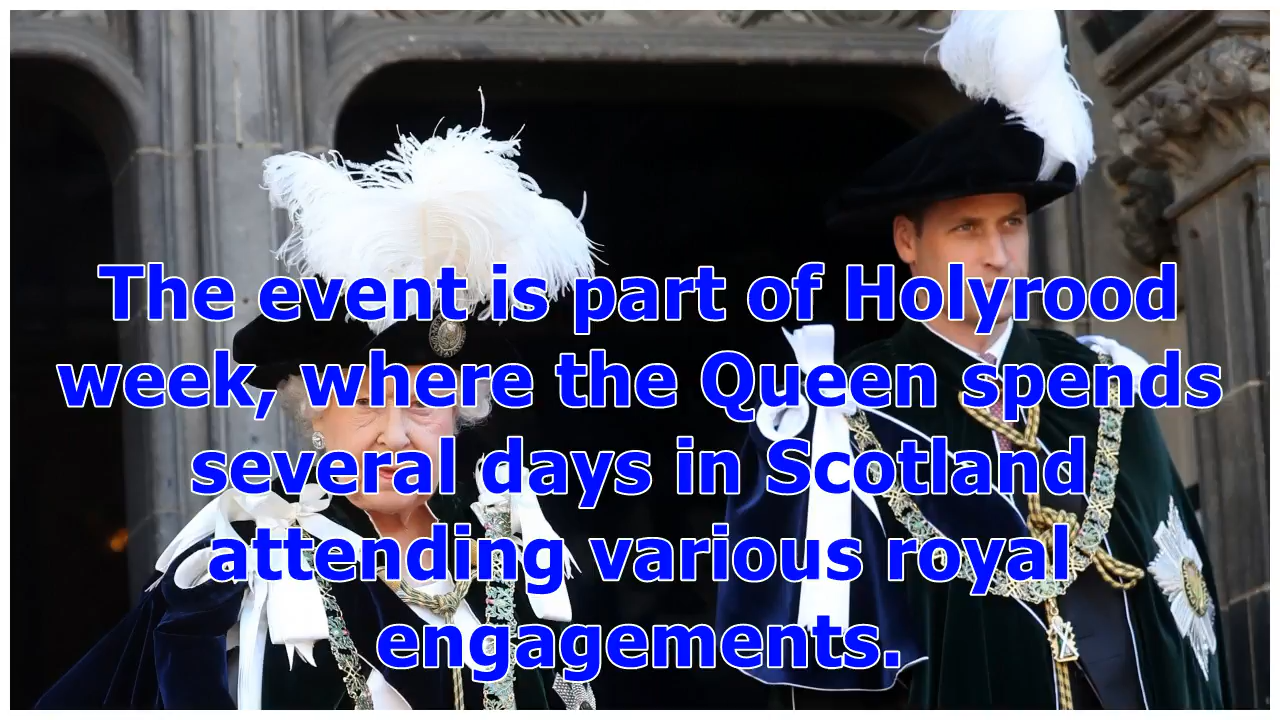 The event is part of Holyrood
week, where the Queen spends
several days in Scotland
attending various royal
engagements.